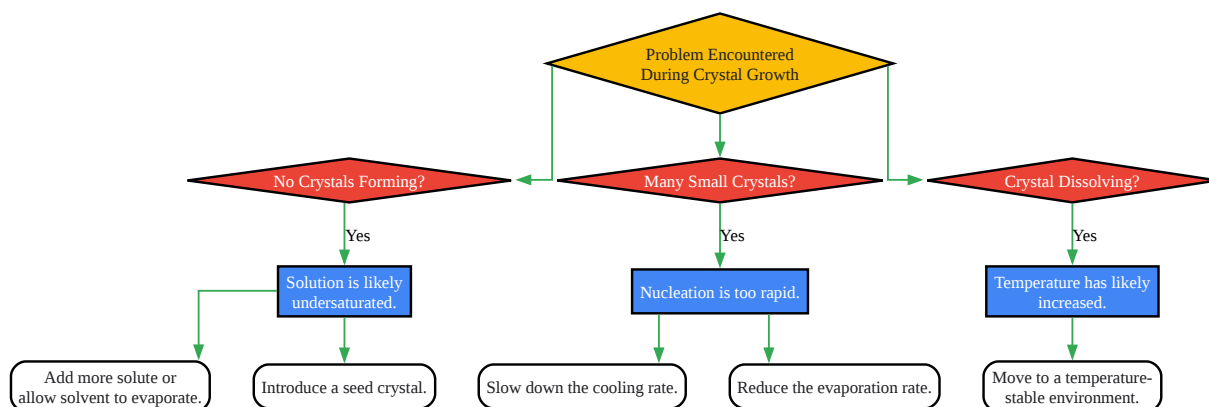 Problem Encountered
During Crystal Growth
No Crystals Forming?
Many Small Crystals?
Crystal Dissolving?
Yes
Yes
Yes
Solution is likely
undersaturated.
Nucleation is too rapid.
Temperature has likely
increased.
Add more solute or
allow solvent to evaporate.
Introduce a seed crystal.
Slow down the cooling rate.
Reduce the evaporation rate.
Move to a temperature-
stable environment.